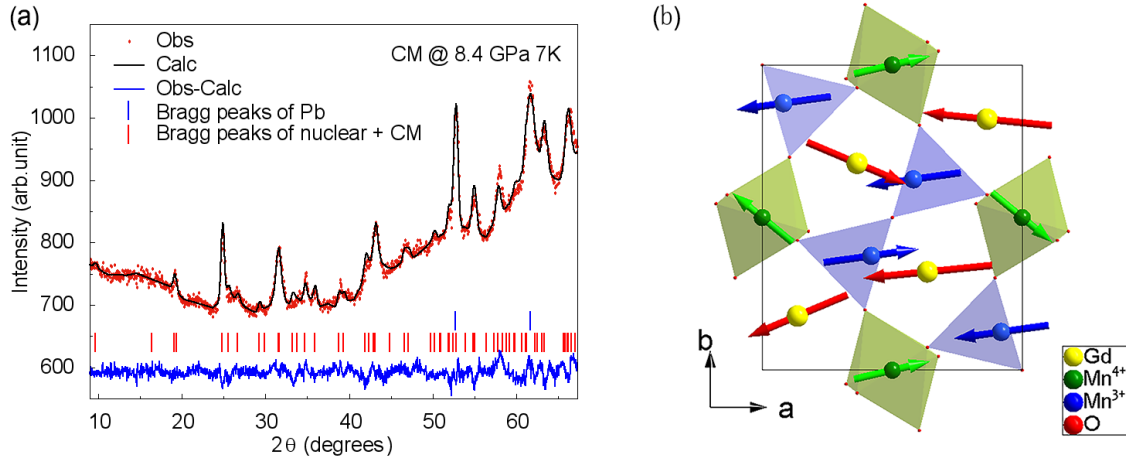 (a)
Obs
Calc
Obs-Calc
Bragg peaks of Pb
Bragg peaks of nuclear + CM
CM @ 8.4 GPa 7K
1100
1000
900
800
700
600
Intensity (arb.unit)
10 20 30 40 50 60
2θ (degrees)
(b)
b
a
Gd
Mn⁴⁺
Mn³⁺
O